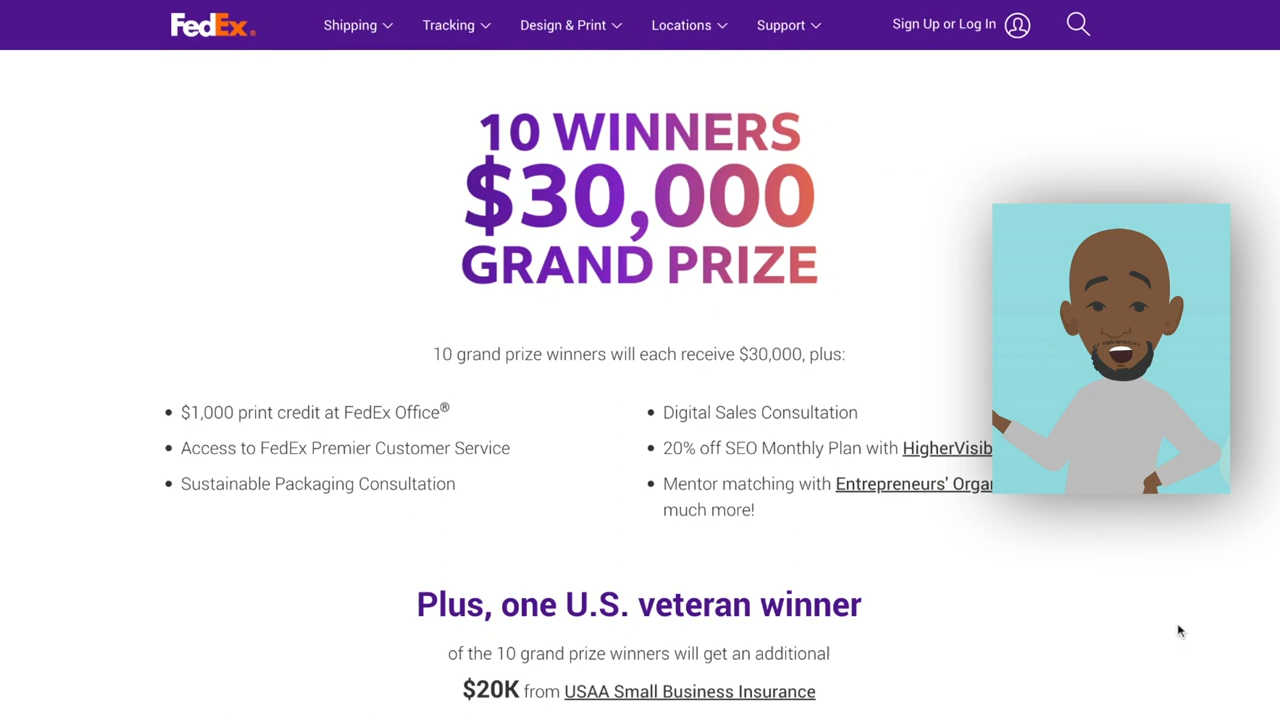 FedEx®
Shipping
Tracking
Design & Print
Locations
Support
Sign Up or Log In
10 WINNERS
$30,000
GRAND PRIZE
10 grand prize winners will each receive $30,000, plus:
$1,000 print credit at FedEx Office®
Access to FedEx Premier Customer Service
Sustainable Packaging Consultation
Digital Sales Consultation
20% off SEO Monthly Plan with HigherVisib
Mentor matching with Entrepreneurs' Organ
much more!
Plus, one U.S. veteran winner
of the 10 grand prize winners will get an additional
$20K from USAA Small Business Insurance